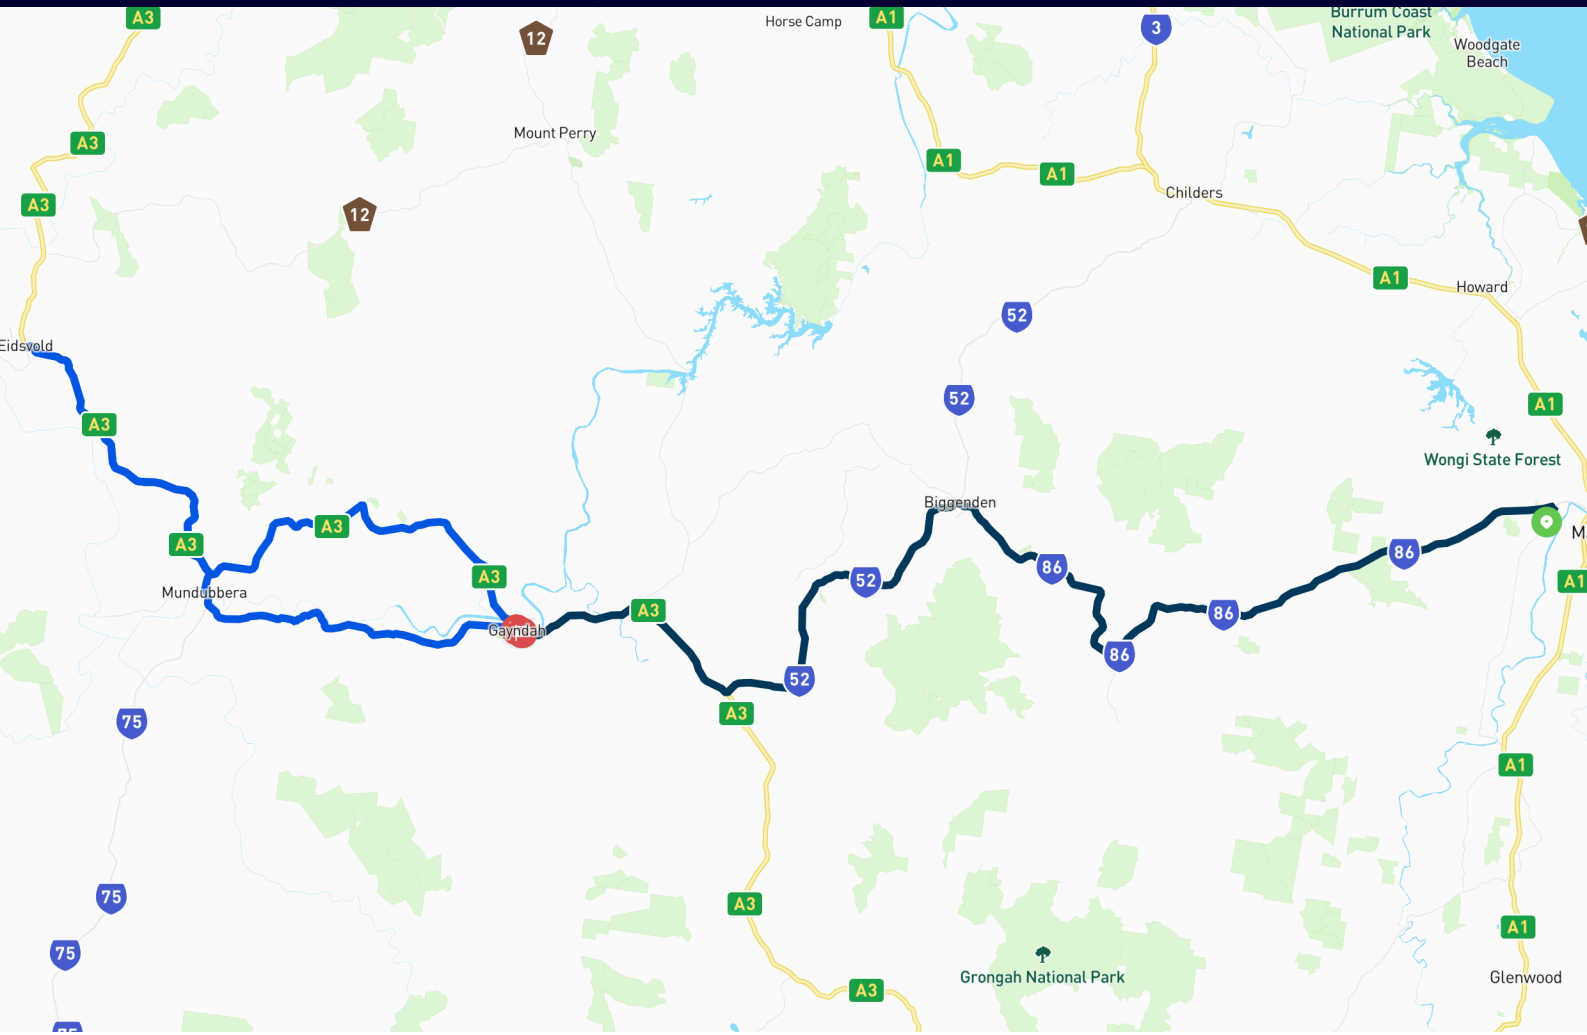 A3
12
Horse Camp
A1
3
Burrum Coast
National Park
Woodgate
Beach
A3
Mount Perry
A1
A1
Childers
A3
12
A1
Howard
52
Eidsvold
52
A1
A3
Wongi State Forest
Biggenden
A3
A3
86
52
86
A3
A1
Mundubbera
A3
86
Gayndah
86
52
75
A3
A1
75
A3
A1
75
Grongah National Park
Glenwood
A3
75